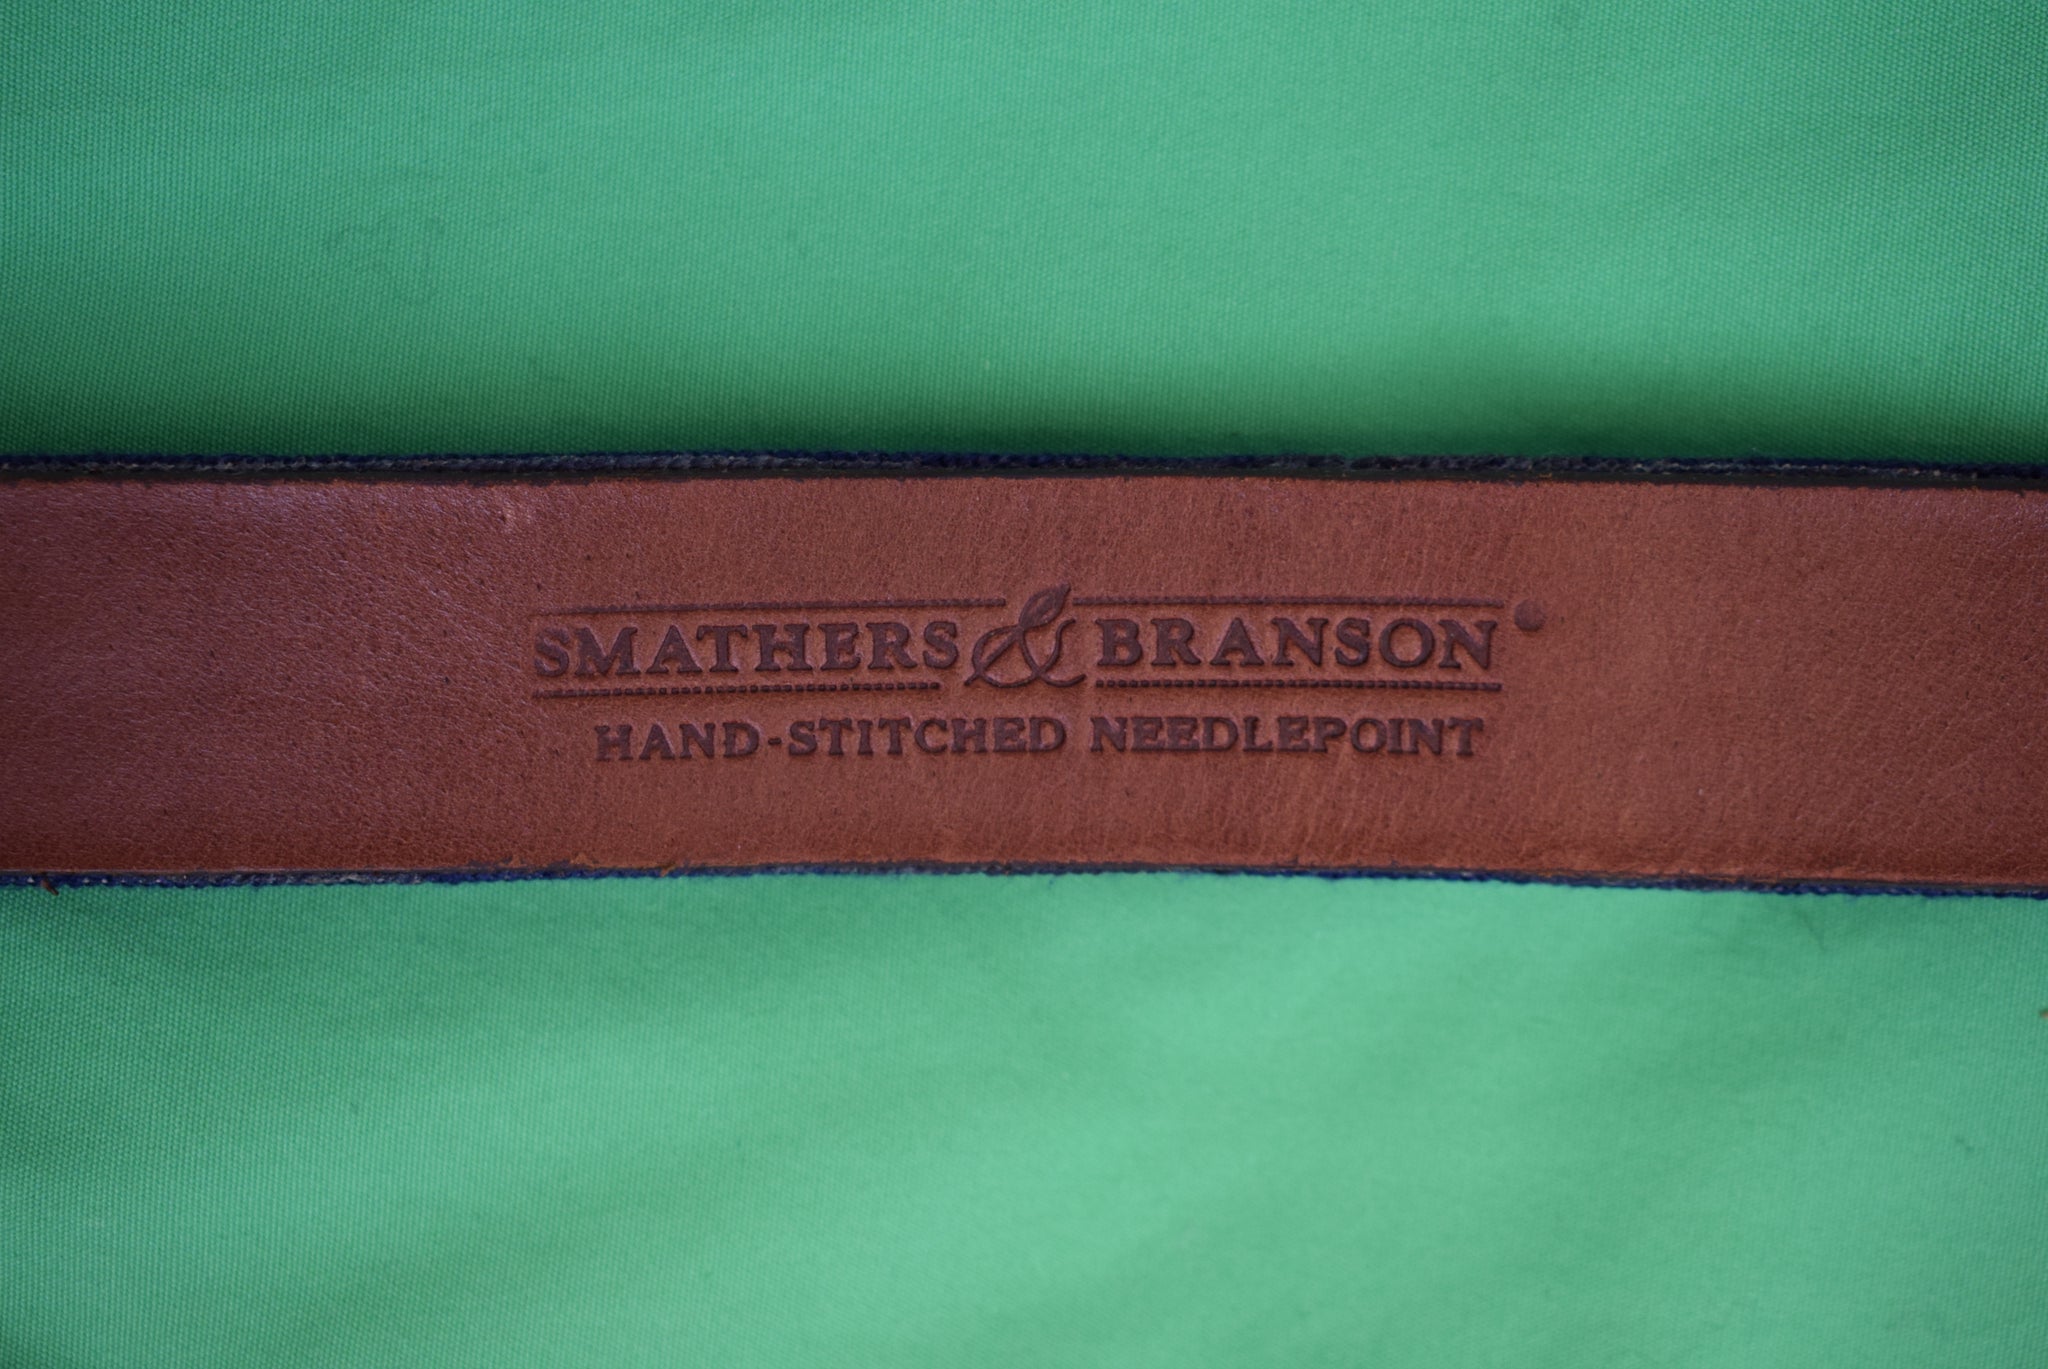 SMATHERS & BRANSON
HAND-STITCHED NEEDLEPOINT